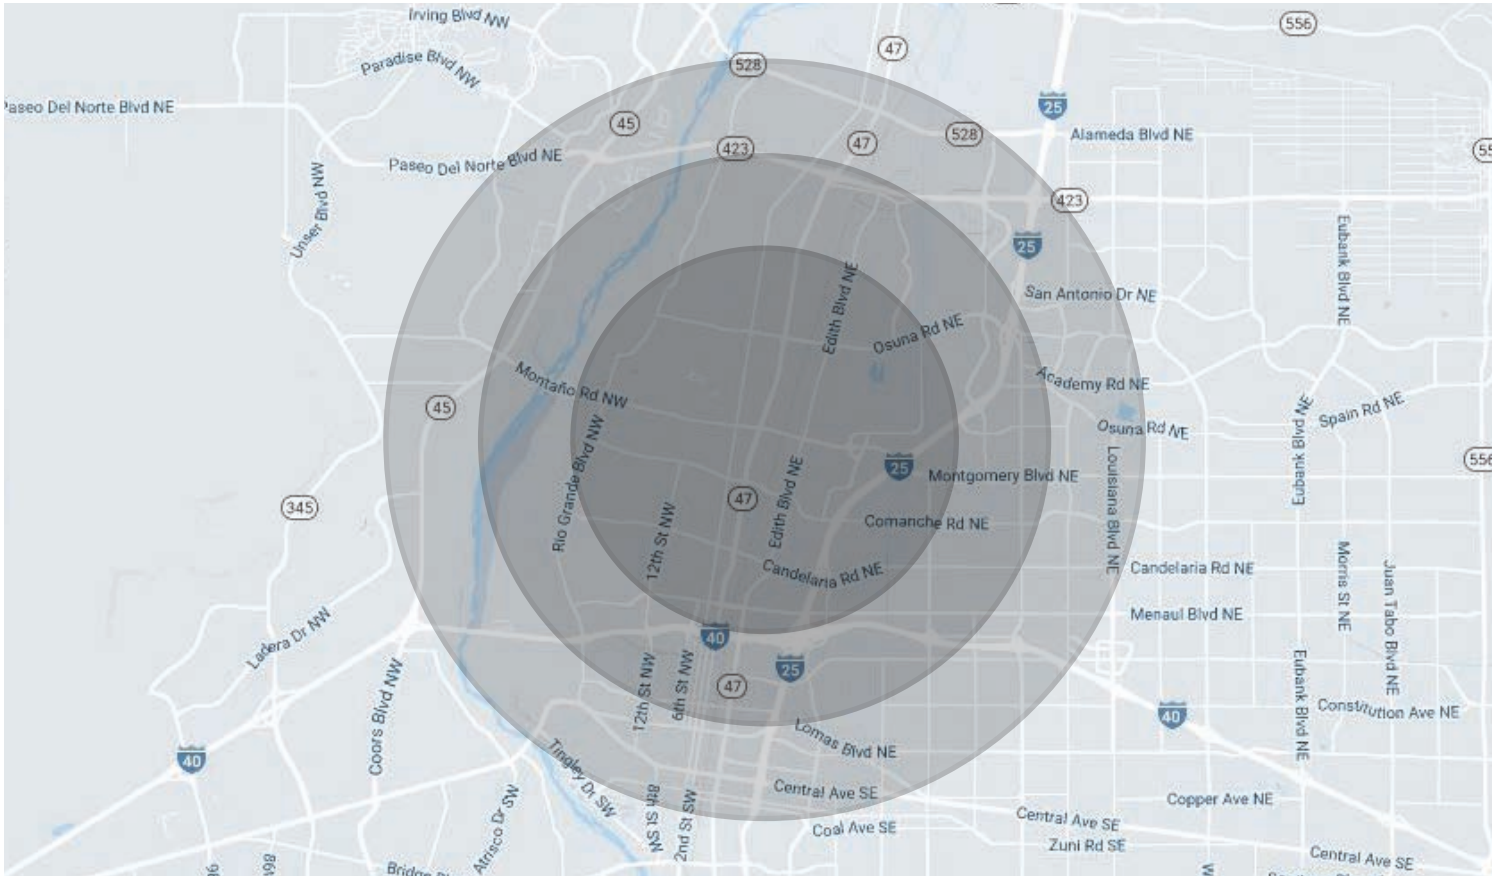 Irving Blvd NW
556
47
Paradise Blvd NW
528
25
Paseo Del Norte Blvd NE
45
528
Alameda Blvd NE
423
47
Paseo Del Norte Blvd NE
Unser Blvd NW
423
25
Eubank Blvd NE
San Antonio Dr NE
Edith Blvd NE
Osuna Rd NE
Montaño Rd NW
Academy Rd NE
45
Spain Rd NE
Osuna Rd NE
Eubank Blvd NE
Rio Grande Blvd NW
556
25
Montgomery Blvd NE
Louisiana Blvd NE
47
Edith Blvd NE
345
Comanche Rd NE
12th St NW
Candelaria Rd NE
Candelaria Rd NE
Morris St NE
Juan Tabo Blvd NE
Menaul Blvd NE
Ladera Dr NW
40
25
47
12th St NW
6th St NW
Eubank Blvd NE
Coors Blvd NW
Constitution Ave NE
40
Lomas Blvd NE
40
Tingley Dr SW
Central Ave SE
Copper Ave NE
8th St SW
2nd St SW
Atrisco Dr SW
Coal Ave SE
Central Ave SE
Zuni Rd SE
Central Ave SE
Bridge